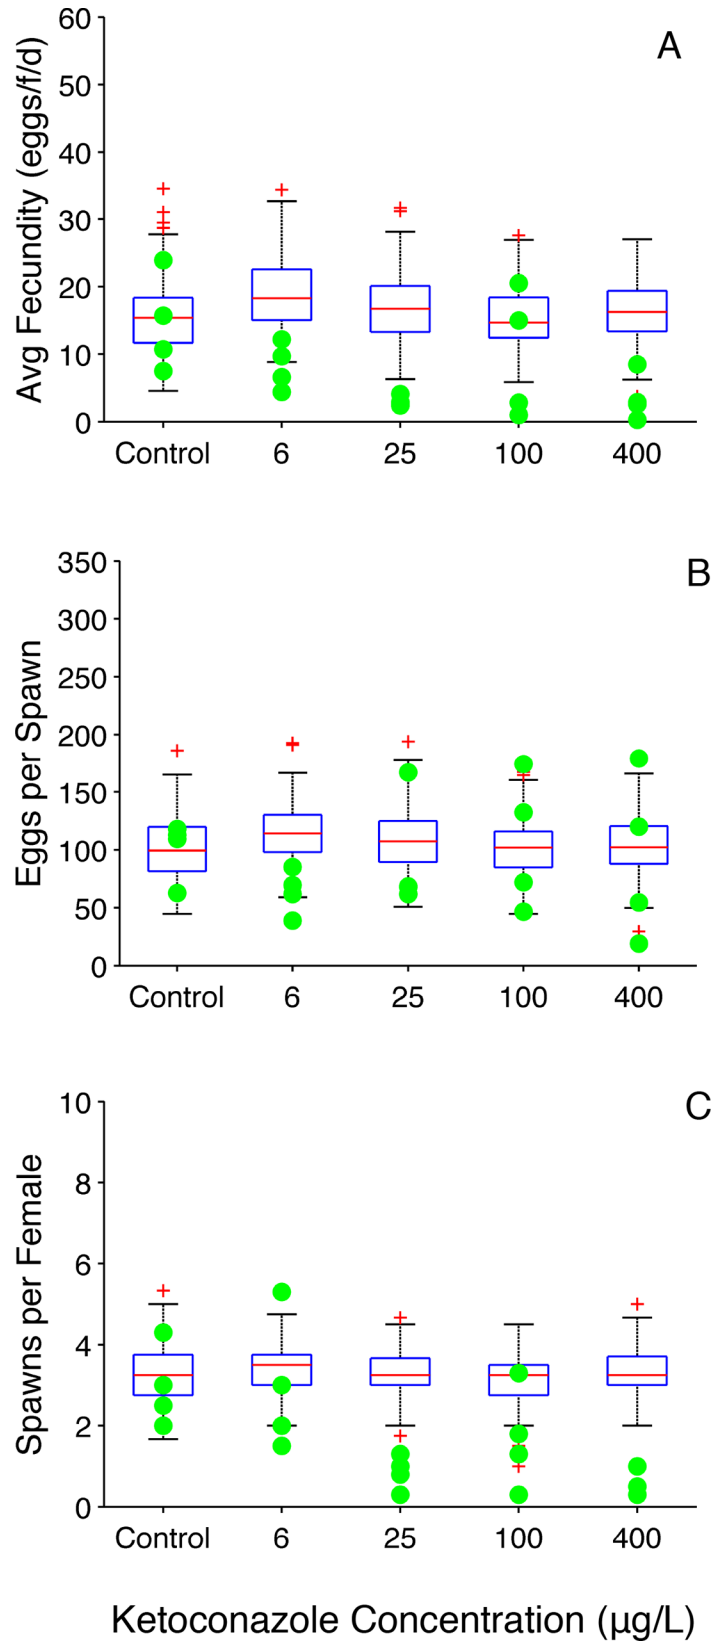 A
Avg Fecundity (eggs/f/d)
60
50
40
30
20
10
0
Control 6 25 100 400
B
Eggs per Spawn
350
300
250
200
150
100
50
0
Control 6 25 100 400
C
Spawns per Female
10
8
6
4
2
0
Control 6 25 100 400
Ketoconazole Concentration (µg/L)